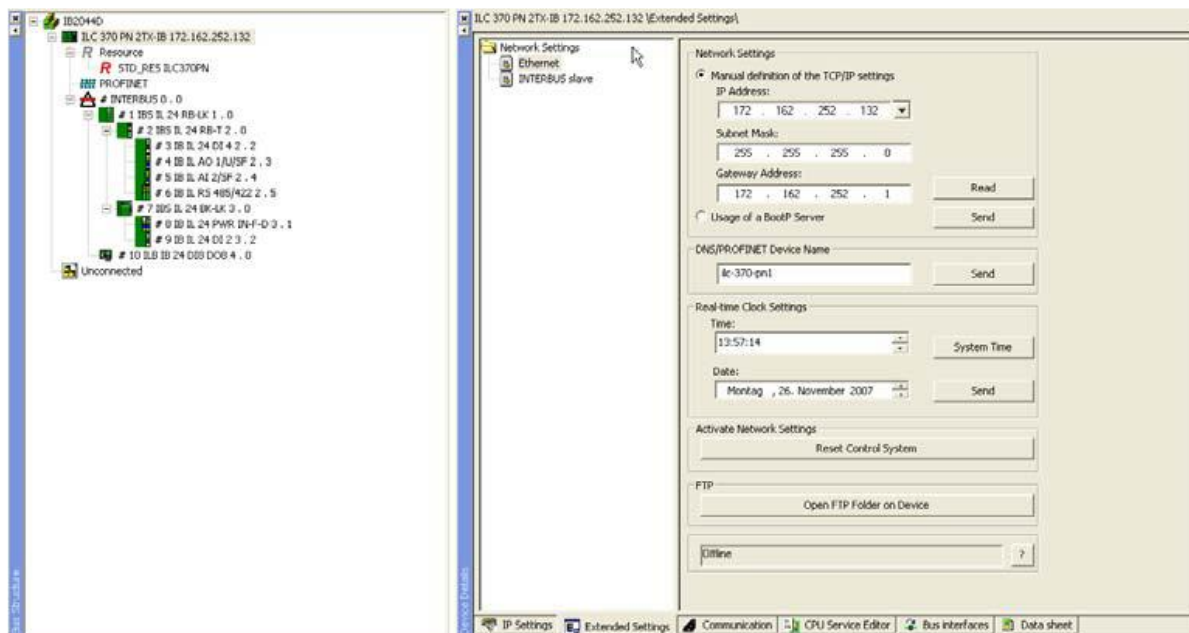 IB2044D
ILC 370 PN 2TX-IB 172.162.252.132
R Resource
R STD_RES ILC370PN
PROFINET
# INTERBUS 0 . 0
# 1 IBS IL 24 RB-LK 1 . 0
# 2 IBS IL 24 RB-T 2 . 0
# 3 IB IL 24 DI 4 2 . 2
# 4 IB IL AO 1/U/SF 2 . 3
# 5 IB IL AI 2/SF 2 . 4
# 6 IB IL RS 485/422 2 . 5
# 7 IBS IL 24 BK-LK 3 . 0
# 8 IB IL 24 PWR IN-F-D 3 . 1
# 9 IB IL 24 DI 2 3 . 2
# 10 ILB IB 24 DI8 DO8 4 . 0
Unconnected
Bus Structure
ILC 370 PN 2TX-IB 172.162.252.132 \Extended Settings\
Network Settings
Ethernet
INTERBUS slave
Device Details
Network Settings
Manual definition of the TCP/IP settings
IP Address:
172 . 162 . 252 . 132
Subnet Mask:
255 . 255 . 255 . 0
Gateway Address:
172 . 162 . 252 . 1
Read
Usage of a BootP Server
Send
DNS/PROFINET Device Name
ilc-370-pn1
Send
Real-time Clock Settings
Time:
13:57:14
System Time
Date:
Montag , 26. November 2007
Send
Activate Network Settings
Reset Control System
FTP
Open FTP Folder on Device
Offline
?
IP Settings
Extended Settings
Communication
CPU Service Editor
Bus interfaces
Data sheet